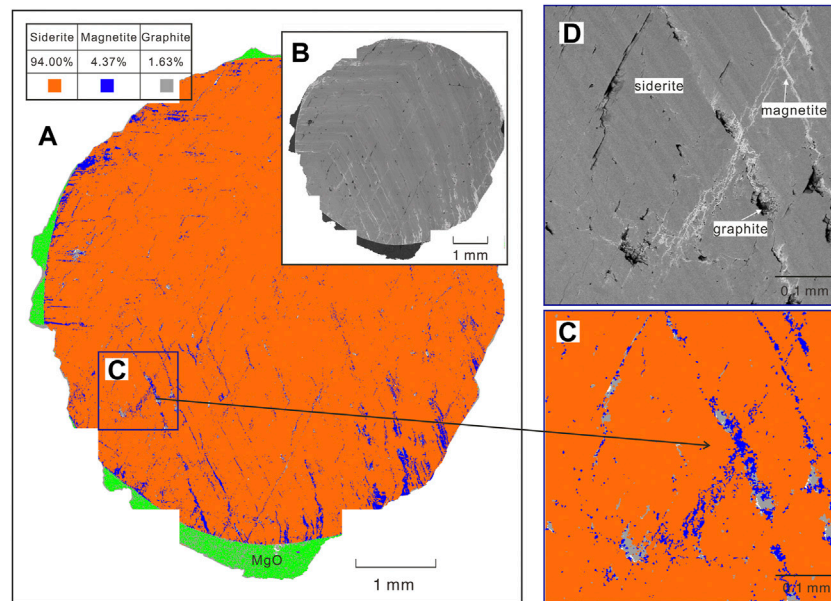 Siderite Magnetite Graphite
94.00% 4.37% 1.63%
A
B
1 mm
C
MgO
1 mm
D
siderite
magnetite
graphite
0.1 mm
C
0.1 mm